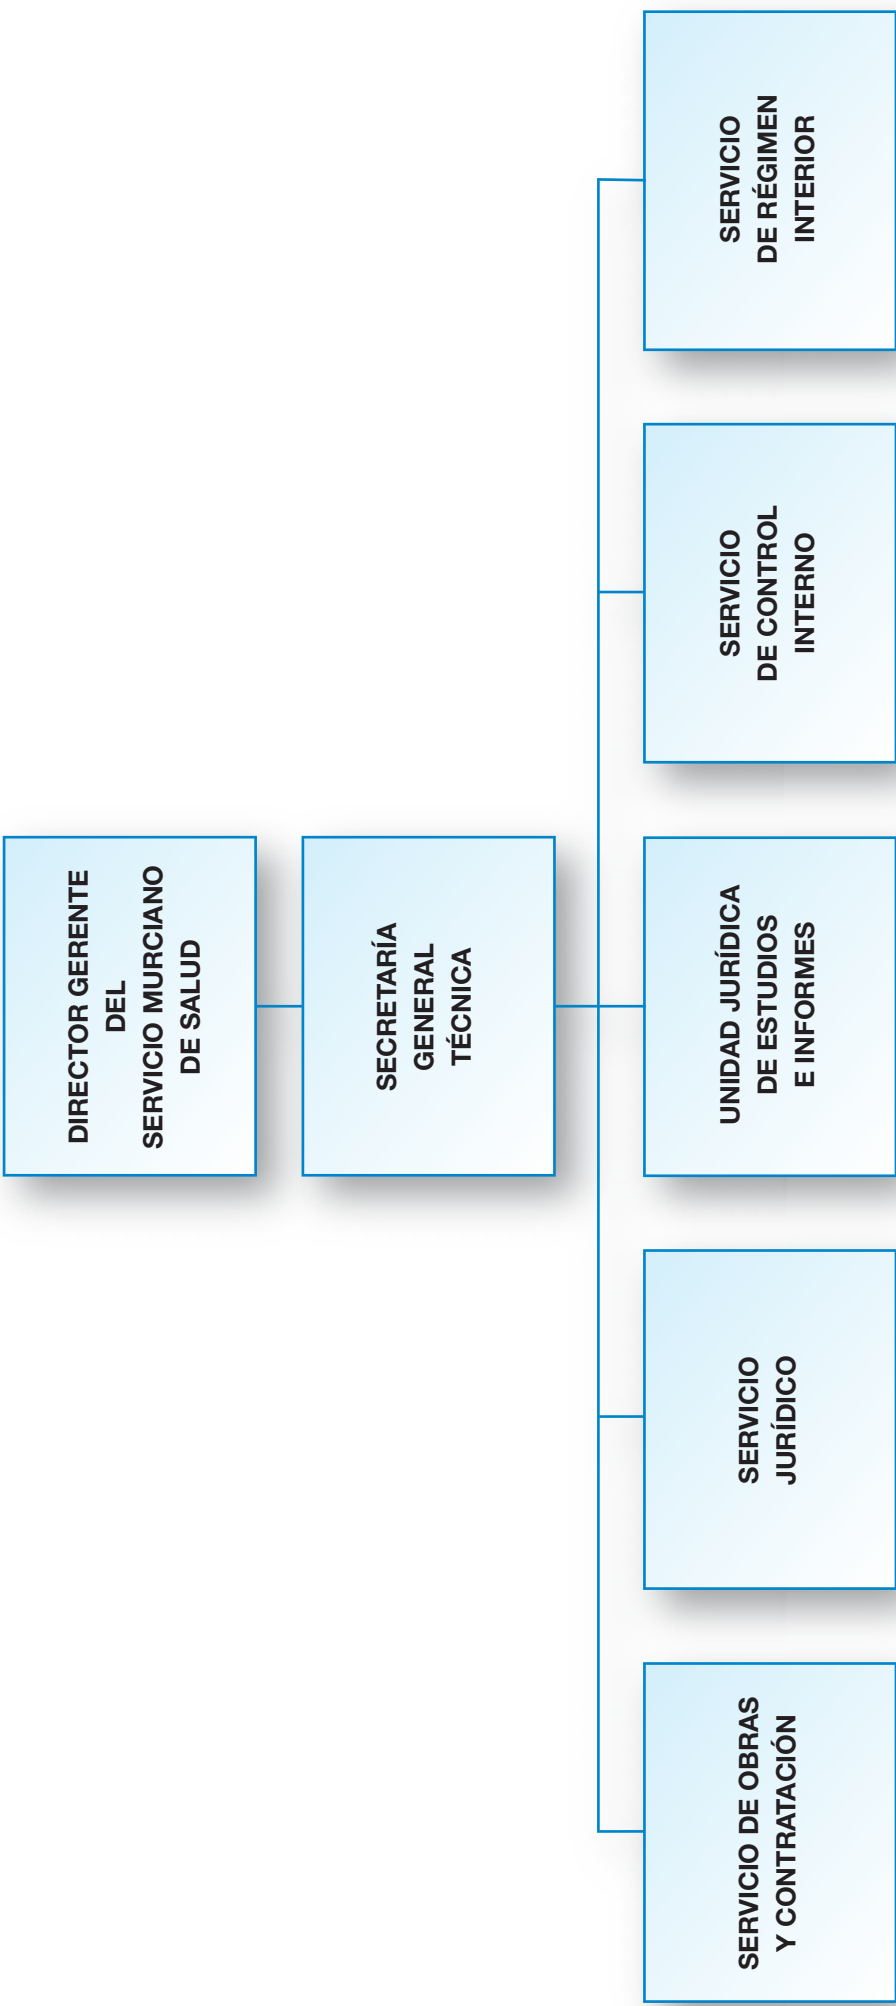 DIRECTOR GERENTE
DEL
SERVICIO MURCIANO
DE SALUD
SECRETARÍA
GENERAL
TÉCNICA
SERVICIO DE OBRAS
Y CONTRATACIÓN
SERVICIO
JURÍDICO
UNIDAD JURÍDICA
DE ESTUDIOS
E INFORMES
SERVICIO
DE CONTROL
INTERNO
SERVICIO
DE RÉGIMEN
INTERIOR